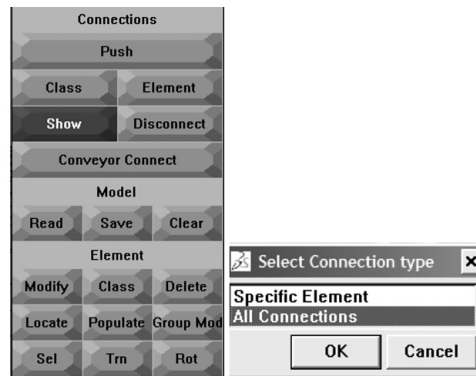 Connections
Push
Class Element
Show Disconnect
Conveyor Connect
Model
Read Save Clear
Element
Modify Class Delete
Locate Populate Group Mod
Sel Trn Rot
Select Connection type
Specific Element
All Connections
OK Cancel